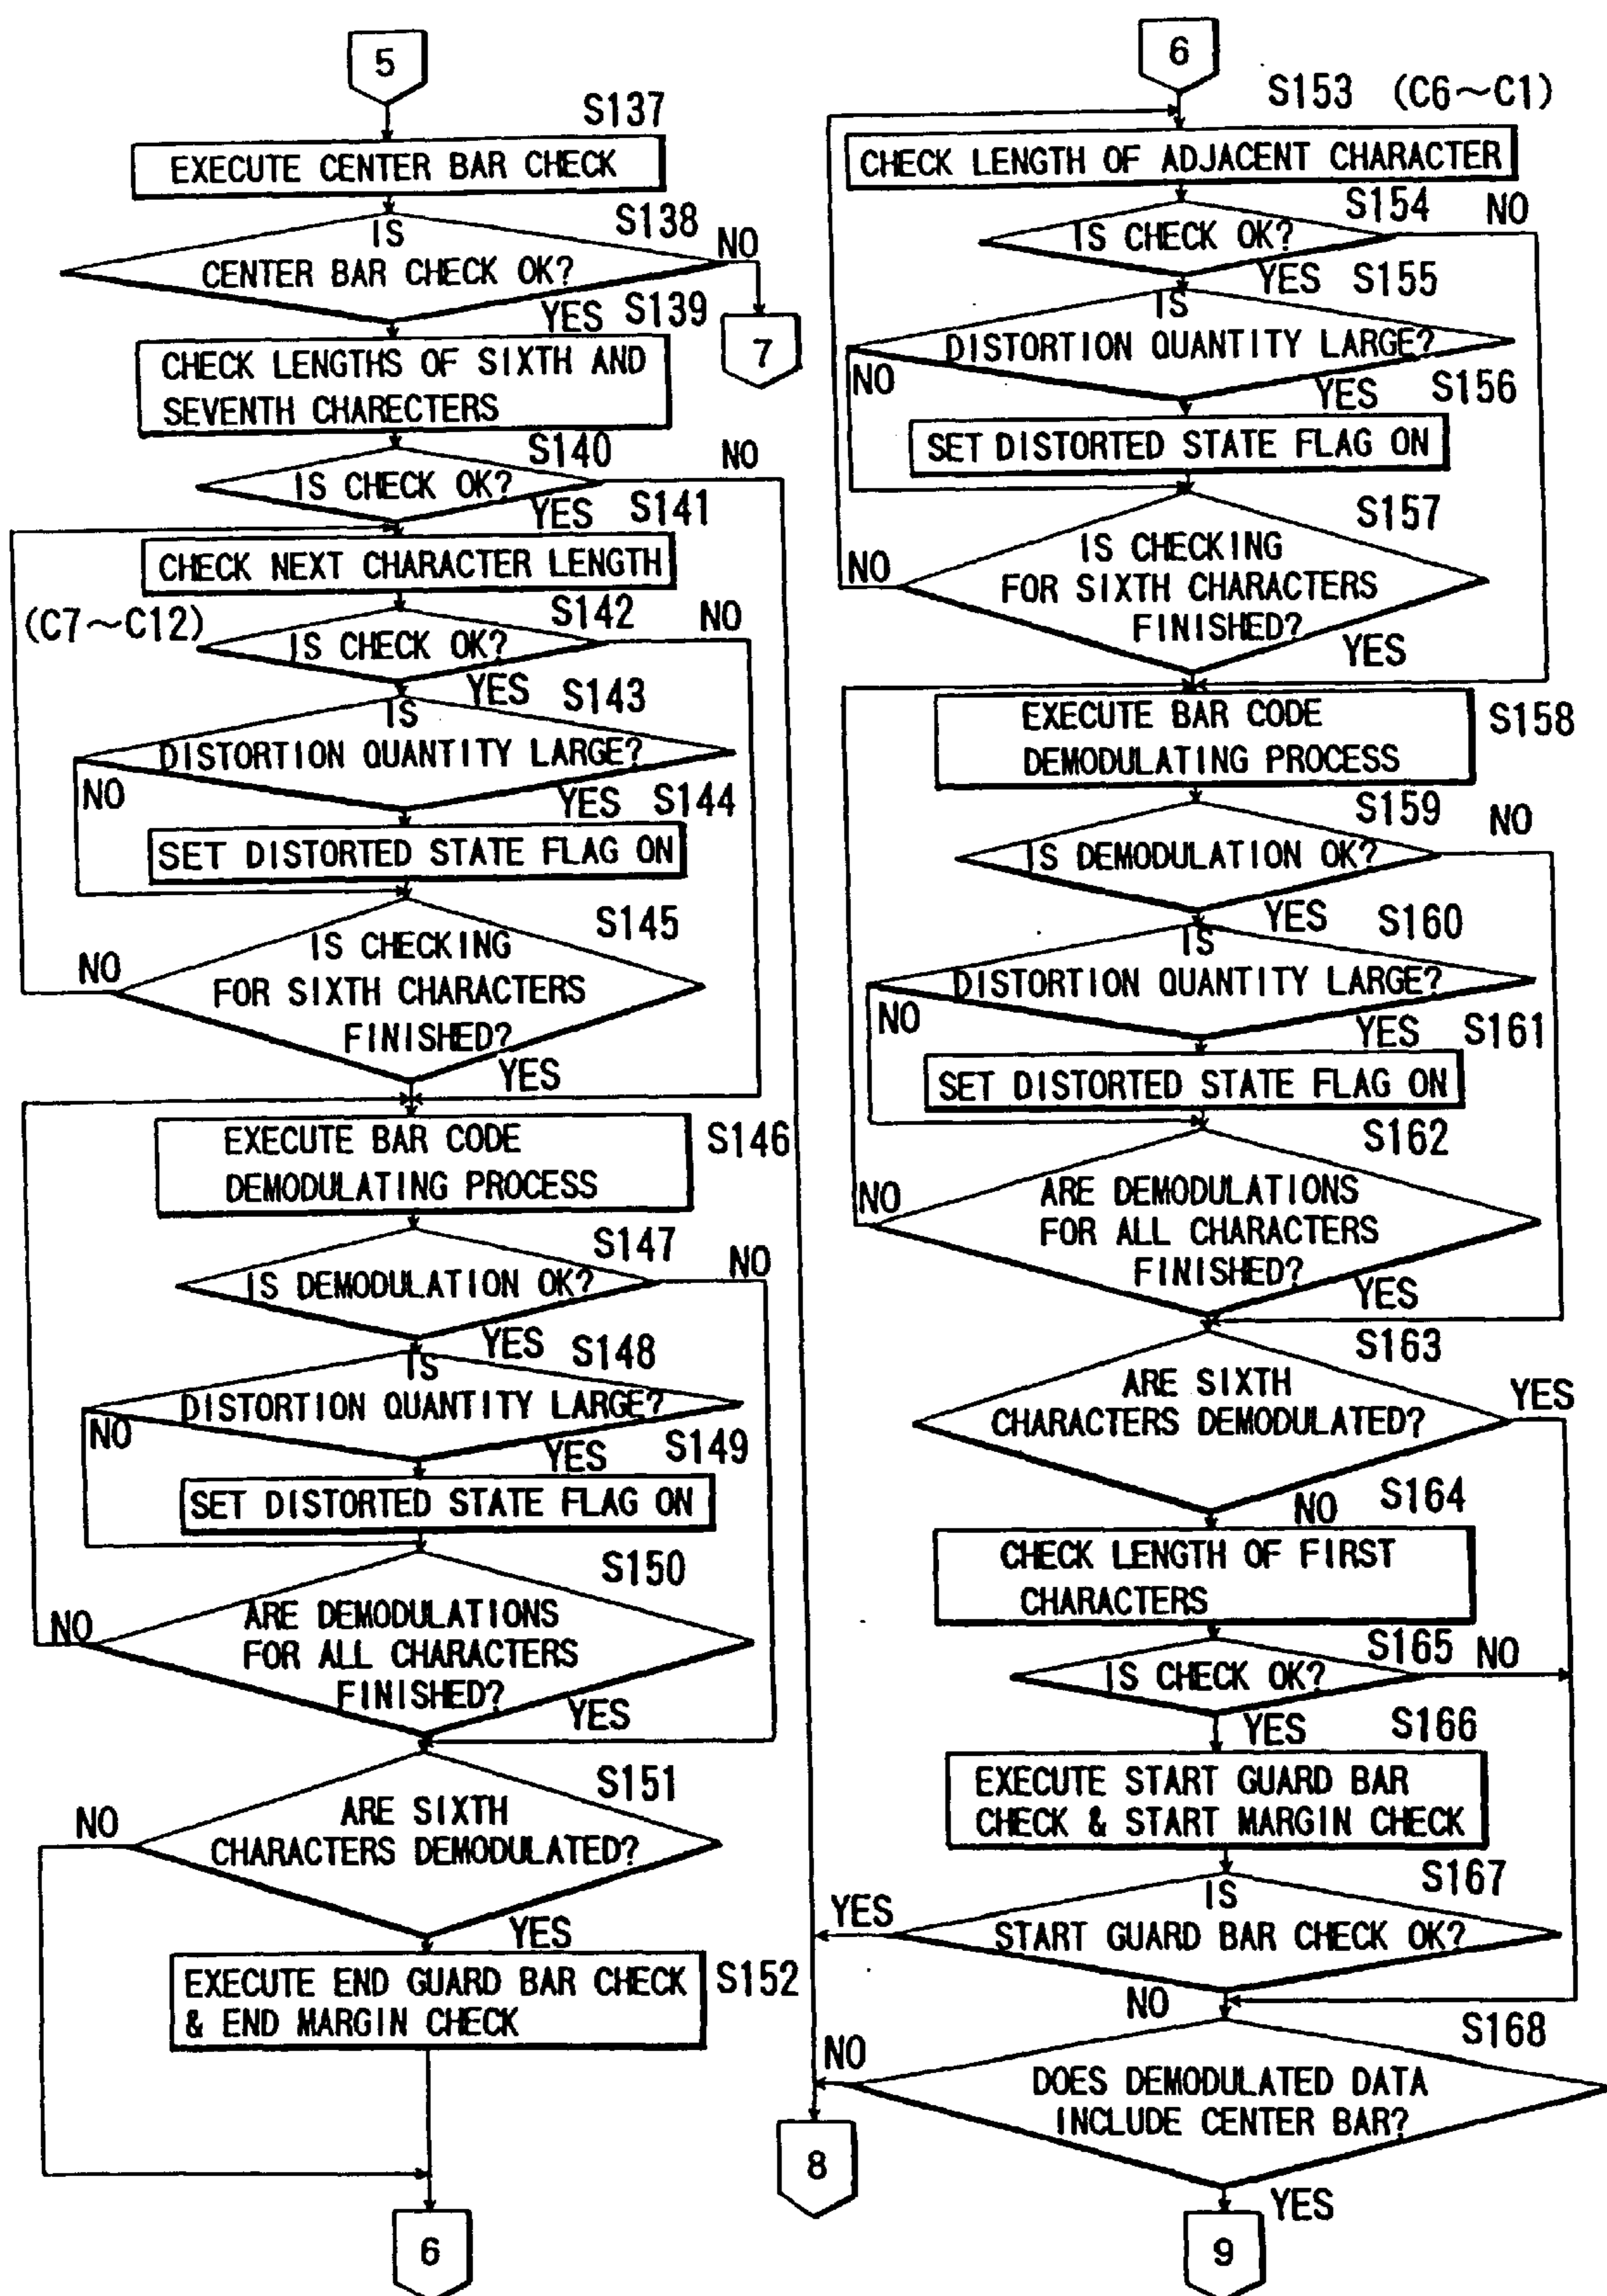 5
S137
EXECUTE CENTER BAR CHECK
S138
IS
CENTER BAR CHECK OK?
NO
7
YES S139
CHECK LENGTHS OF SIXTH AND
SEVENTH CHARECTERS
S140
NO
IS CHECK OK?
YES S141
CHECK NEXT CHARACTER LENGTH
(C7~C12)
S142
NO
IS CHECK OK?
YES S143
IS
DISTORTION QUANTITY LARGE?
NO
YES S144
SET DISTORTED STATE FLAG ON
S145
IS CHECKING
FOR SIXTH CHARACTERS
FINISHED?
NO
YES
EXECUTE BAR CODE
DEMODULATING PROCESS
S146
S147
NO
IS DEMODULATION OK?
YES S148
IS
DISTORTION QUANTITY LARGE?
NO
YES S149
SET DISTORTED STATE FLAG ON
S150
ARE DEMODULATIONS
FOR ALL CHARACTERS
FINISHED?
NO
YES
S151
ARE SIXTH
CHARACTERS DEMODULATED?
NO
YES
EXECUTE END GUARD BAR CHECK
& END MARGIN CHECK
S152
6
6
S153 (C6~C1)
CHECK LENGTH OF ADJACENT CHARACTER
S154 NO
IS CHECK OK?
YES S155
IS
DISTORTION QUANTITY LARGE?
NO
YES S156
SET DISTORTED STATE FLAG ON
S157
IS CHECKING
FOR SIXTH CHARACTERS
FINISHED?
NO
YES
EXECUTE BAR CODE
DEMODULATING PROCESS
S158
S159
NO
IS DEMODULATION OK?
YES S160
IS
DISTORTION QUANTITY LARGE?
NO
YES S161
SET DISTORTED STATE FLAG ON
S162
ARE DEMODULATIONS
FOR ALL CHARACTERS
FINISHED?
NO
YES
S163
ARE SIXTH
CHARACTERS DEMODULATED?
YES
NO S164
CHECK LENGTH OF FIRST
CHARACTERS
S165 NO
IS CHECK OK?
YES S166
EXECUTE START GUARD BAR
CHECK & START MARGIN CHECK
S167
IS
START GUARD BAR CHECK OK?
YES
NO
S168
DOES DEMODULATED DATA
INCLUDE CENTER BAR?
NO
8
YES
9